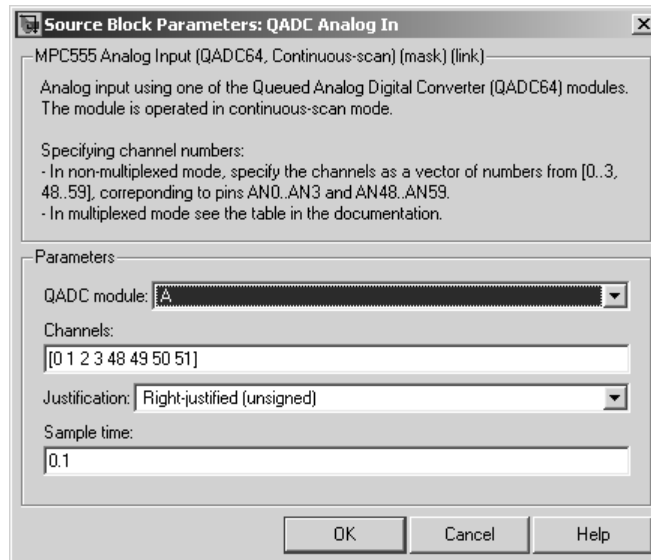 Source Block Parameters: QADC Analog In
MPC555 Analog Input (QADC64, Continuous-scan) (mask) (link)
Analog input using one of the Queued Analog Digital Converter (QADC64) modules.
The module is operated in continuous-scan mode.
Specifying channel numbers:
- In non-multiplexed mode, specify the channels as a vector of numbers from [0..3,
48..59], correponding to pins AN0..AN3 and AN48..AN59.
- In multiplexed mode see the table in the documentation.
Parameters
QADC module: A
Channels:
[0 1 2 3 48 49 50 51]
Justification: Right-justified (unsigned)
Sample time:
0.1
OK Cancel Help